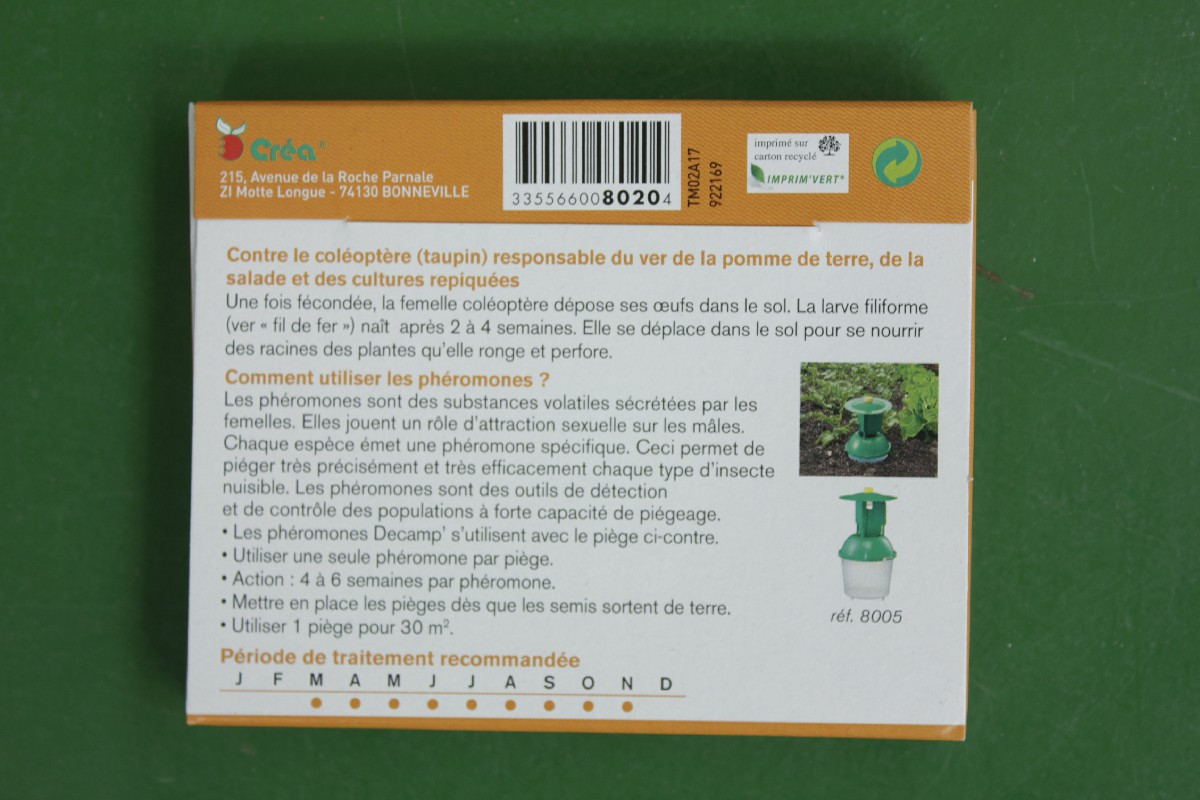 Créa®
215, Avenue de la Roche Parnale
ZI Motte Longue - 74130 BONNEVILLE
3355660080204
TM02A17
922169
imprimé sur
carton recyclé
IMPRIM'VERT®
Contre le coléoptère (taupin) responsable du ver de la pomme de terre, de la
salade et des cultures repiquées
Une fois fécondée, la femelle coléoptère dépose ses œufs dans le sol. La larve filiforme
(ver « fil de fer ») naît après 2 à 4 semaines. Elle se déplace dans le sol pour se nourrir
des racines des plantes qu'elle ronge et perfore.
Comment utiliser les phéromones ?
Les phéromones sont des substances volatiles sécrétées par les
femelles. Elles jouent un rôle d'attraction sexuelle sur les mâles.
Chaque espèce émet une phéromone spécifique. Ceci permet de
piéger très précisément et très efficacement chaque type d'insecte
nuisible. Les phéromones sont des outils de détection
et de contrôle des populations à forte capacité de piégeage.
• Les phéromones Decamp' s'utilisent avec le piège ci-contre.
• Utiliser une seule phéromone par piège.
• Action : 4 à 6 semaines par phéromone.
• Mettre en place les pièges dès que les semis sortent de terre.
• Utiliser 1 piège pour 30 m².
réf. 8005
Période de traitement recommandée
J F M A M J J A S O N D